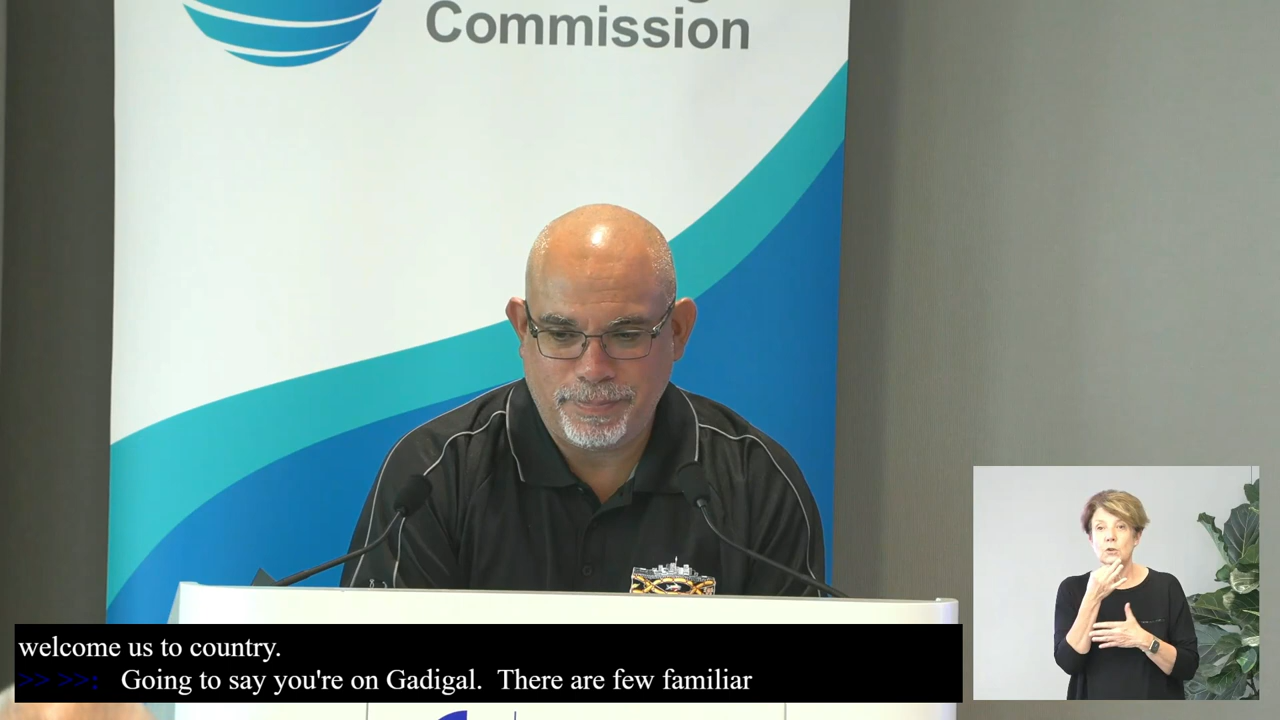 Commission
welcome us to country.
>> >>: Going to say you're on Gadigal. There are few familiar